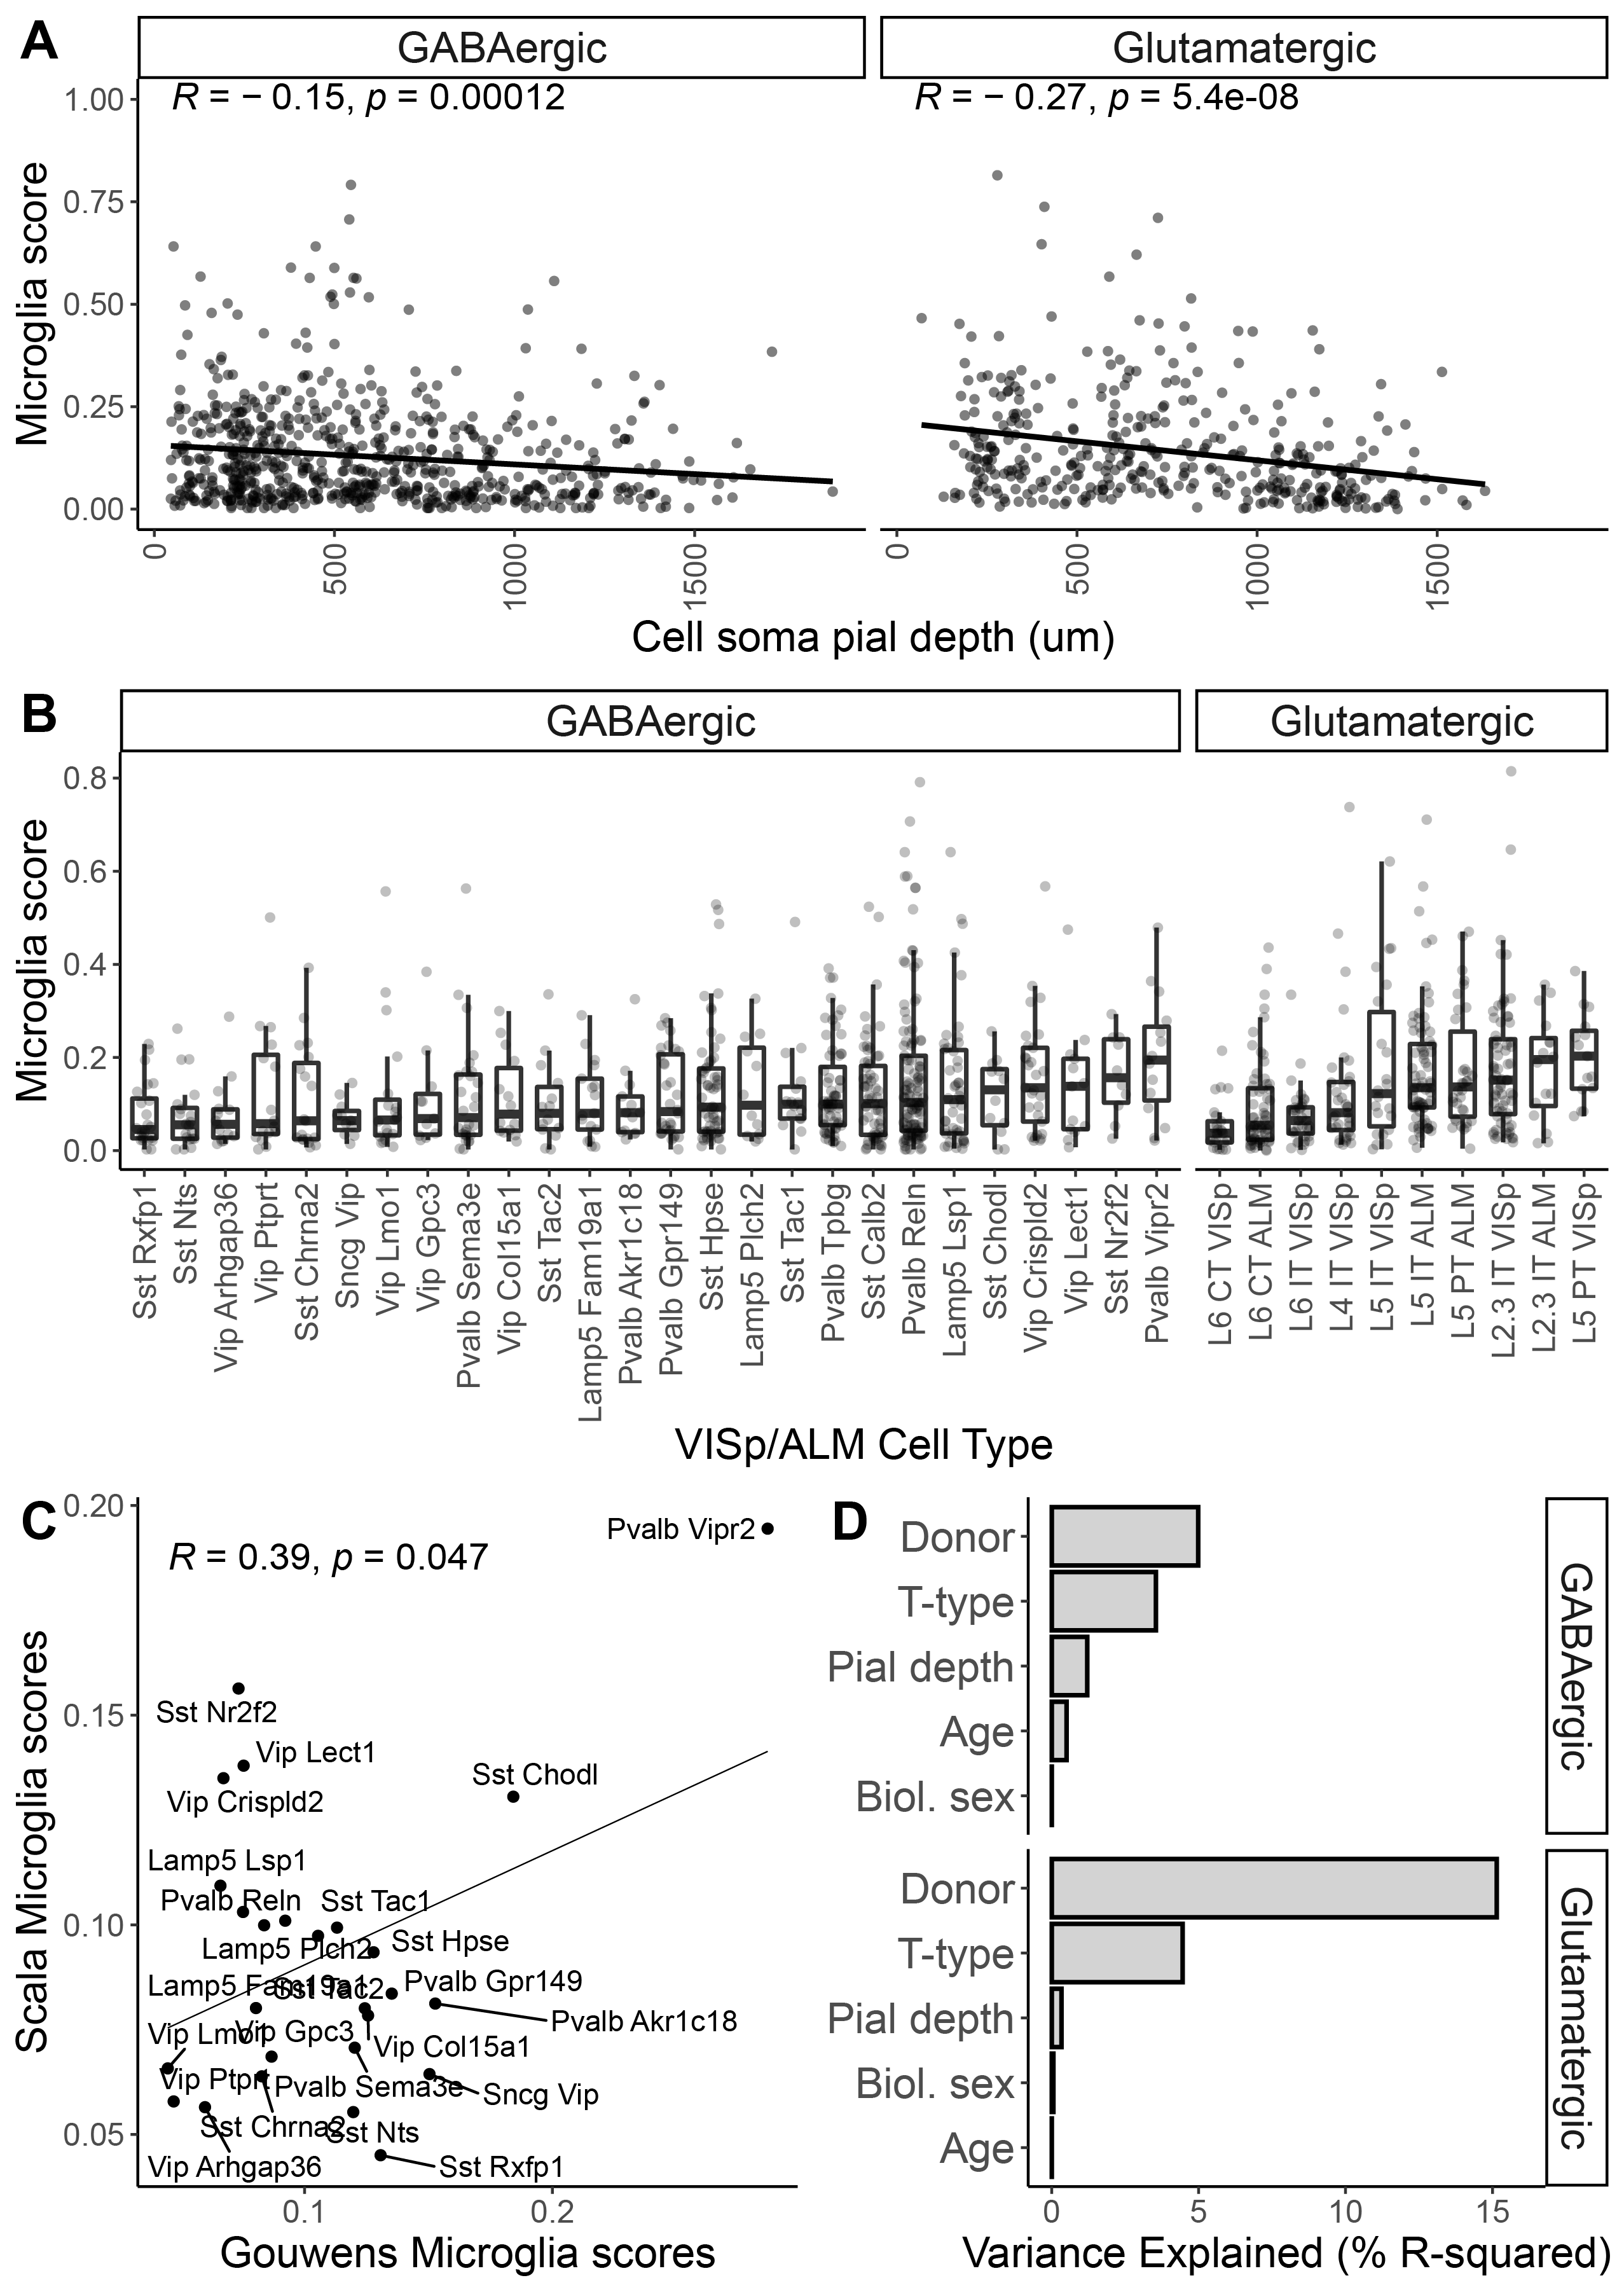 A
GABAergic
Glutamatergic
R = − 0.15, p = 0.00012
R = − 0.27, p = 5.4e-08
Microglia score
1.00
0.75
0.50
0.25
0.00
0
500
1000
1500
0
500
1000
1500
Cell soma pial depth (um)
B
GABAergic
Glutamatergic
Microglia score
0.8
0.6
0.4
0.2
0.0
Sst Rxfp1
Sst Nts
Vip Arhgap36
Vip Ptprt
Sst Chrna2
Sncg Vip
Vip Lmo1
Vip Gpc3
Pvalb Sema3e
Vip Col15a1
Sst Tac2
Lamp5 Fam19a1
Pvalb Akr1c18
Pvalb Gpr149
Sst Hpse
Lamp5 Plch2
Sst Tac1
Pvalb Tpbg
Sst Calb2
Pvalb Reln
Lamp5 Lsp1
Sst Chodl
Vip Crispld2
Vip Lect1
Sst Nr2f2
Pvalb Vipr2
L6 CT VISp
L6 CT ALM
L6 IT VISp
L4 IT VISp
L5 IT VISp
L5 IT ALM
L5 PT ALM
L2.3 IT VISp
L2.3 IT ALM
L5 PT VISp
VISp/ALM Cell Type
C
Scala Microglia scores
0.20
0.15
0.10
0.05
R = 0.39, p = 0.047
Pvalb Vipr2
Sst Nr2f2
Vip Lect1
Sst Chodl
Vip Crispld2
Lamp5 Lsp1
Pvalb Reln
Sst Tac1
Lamp5 Plch2
Sst Hpse
Lamp5 Fam19a1
Sst Tac2
Pvalb Gpr149
Pvalb Akr1c18
Vip Lmo1
Vip Gpc3
Vip Col15a1
Vip Ptprt
Pvalb Sema3e
Sncg Vip
Sst Chrna2
Sst Nts
Vip Arhgap36
Sst Rxfp1
0.1
0.2
Gouwens Microglia scores
D
Donor
T-type
Pial depth
Age
Biol. sex
GABAergic
Donor
T-type
Pial depth
Biol. sex
Age
Glutamatergic
0
5
10
15
Variance Explained (% R-squared)